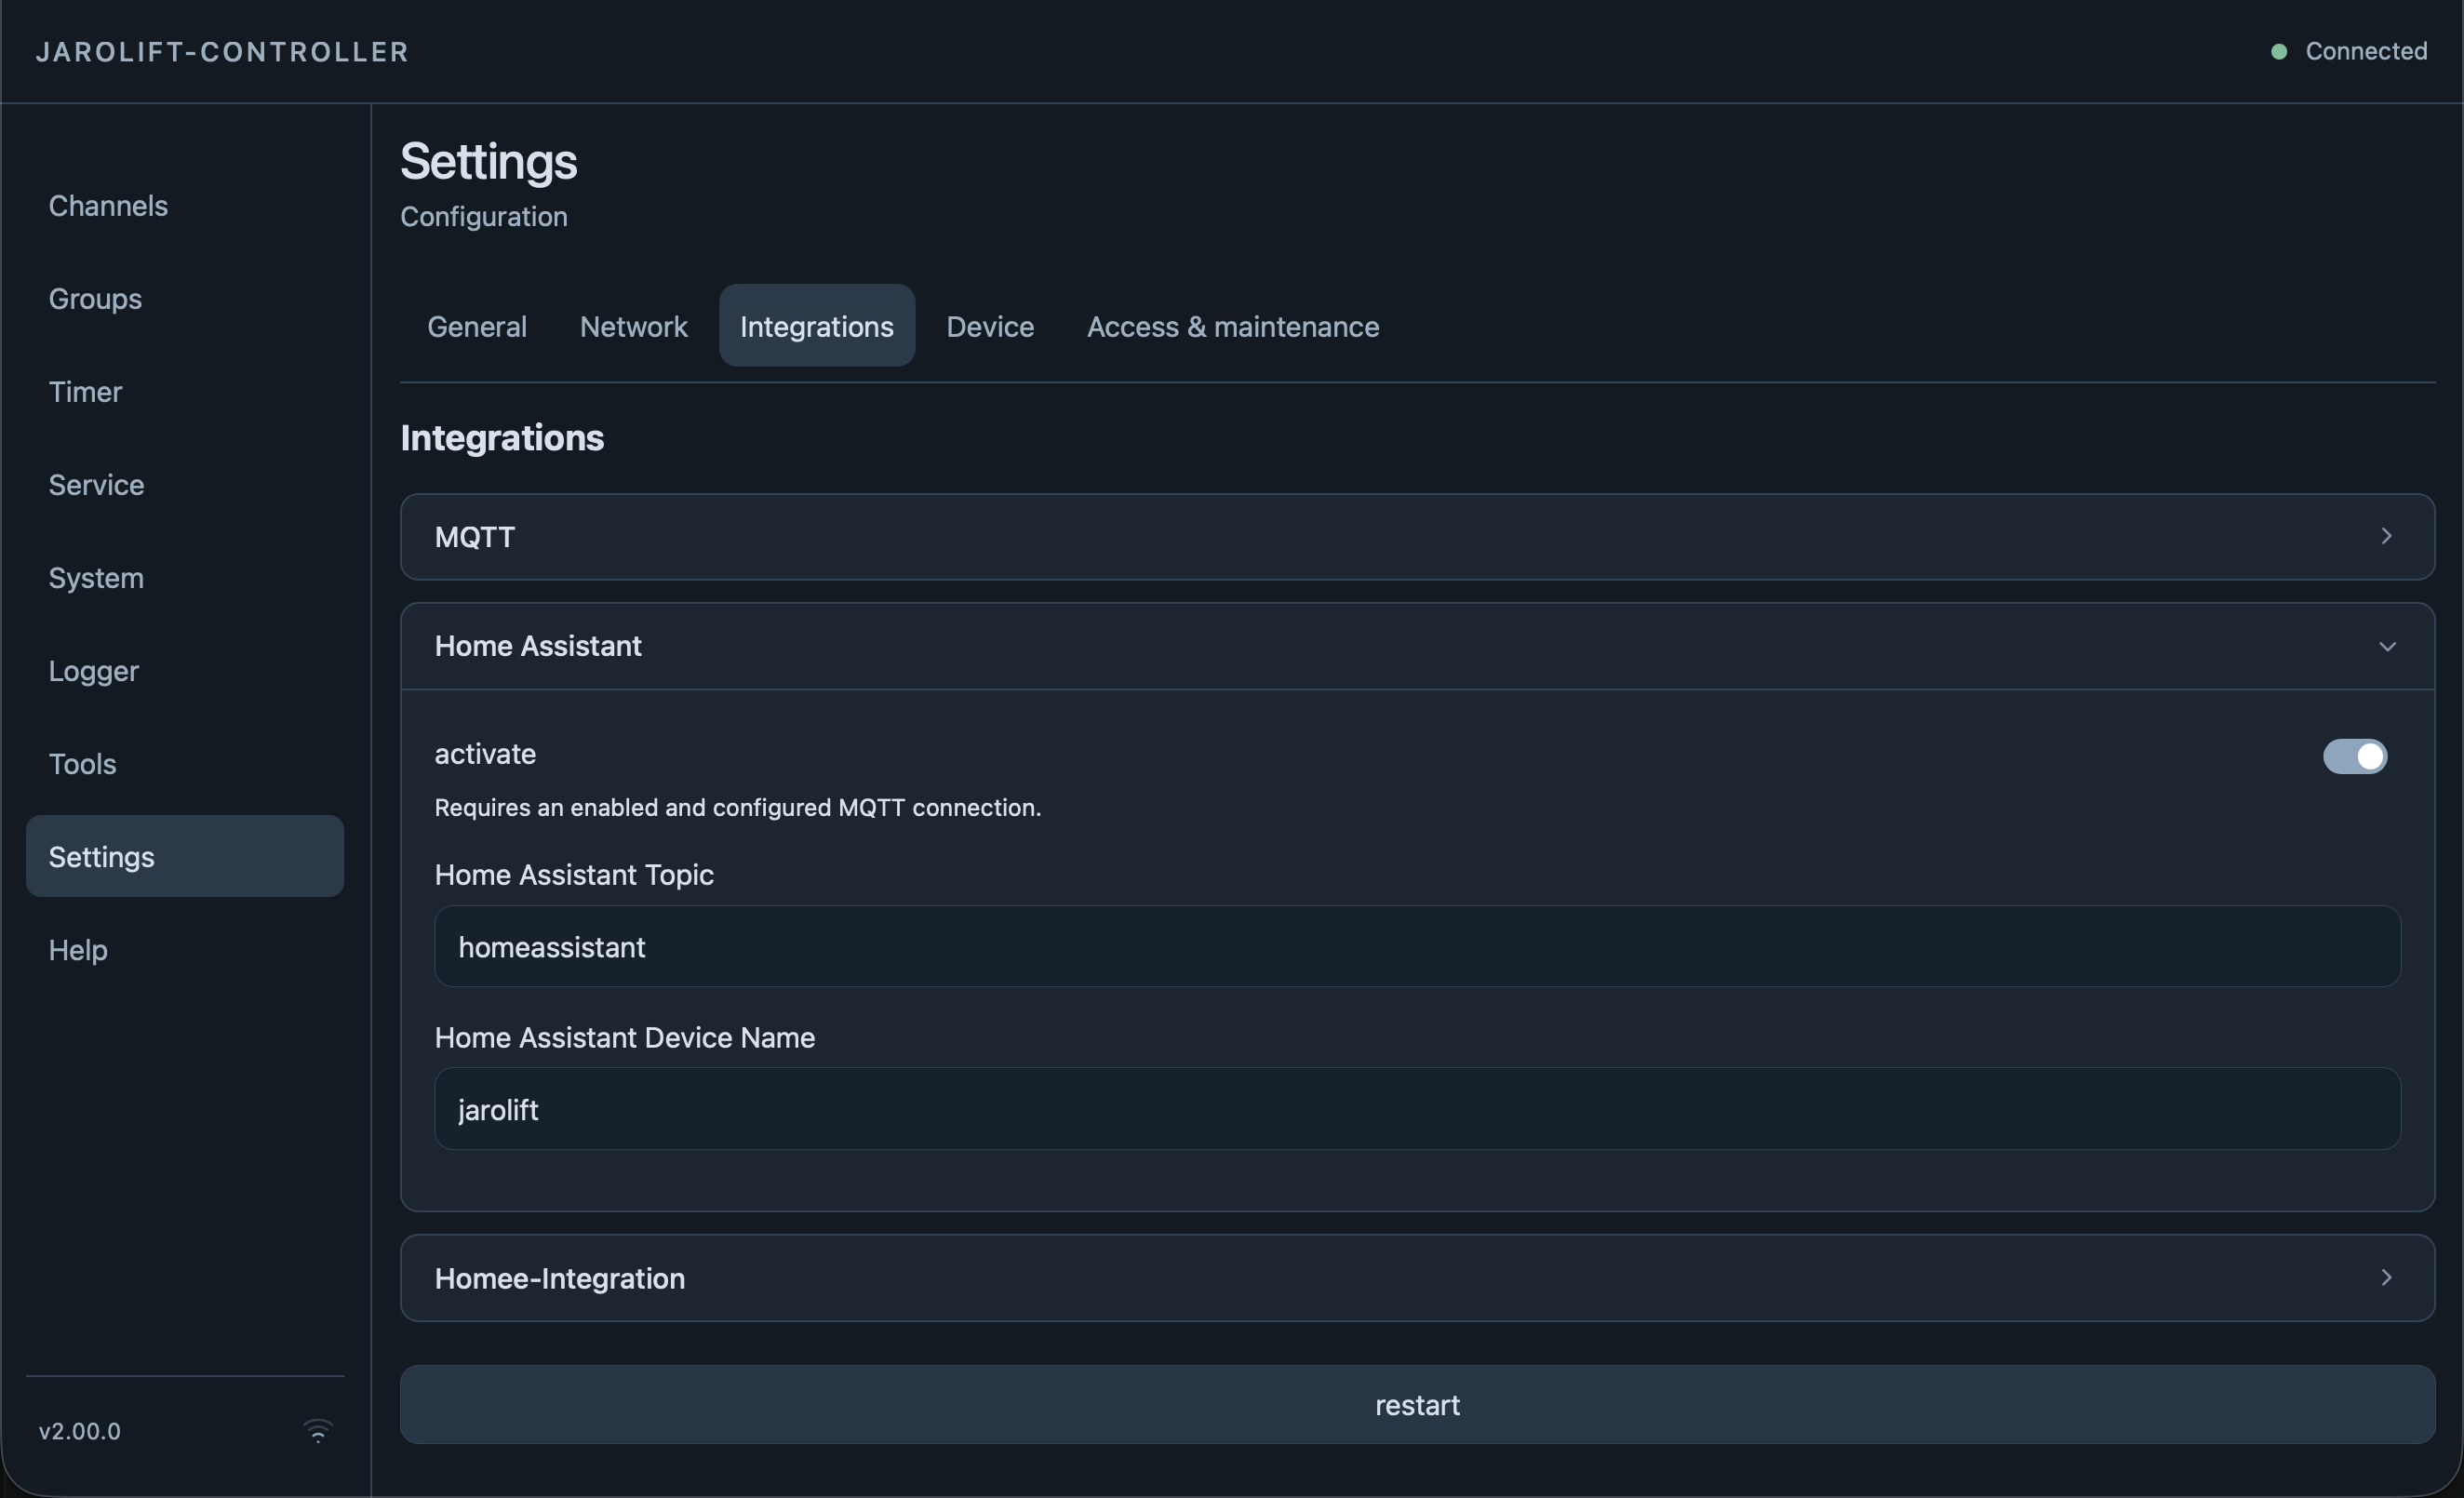 JAROLIFT-CONTROLLER
Connected
Channels
Groups
Timer
Service
System
Logger
Tools
Settings
Help
v2.00.0
Settings
Configuration
General Network Integrations Device Access & maintenance
Integrations
MQTT
Home Assistant
activate
Requires an enabled and configured MQTT connection.
Home Assistant Topic
homeassistant
Home Assistant Device Name
jarolift
Homee-Integration
restart